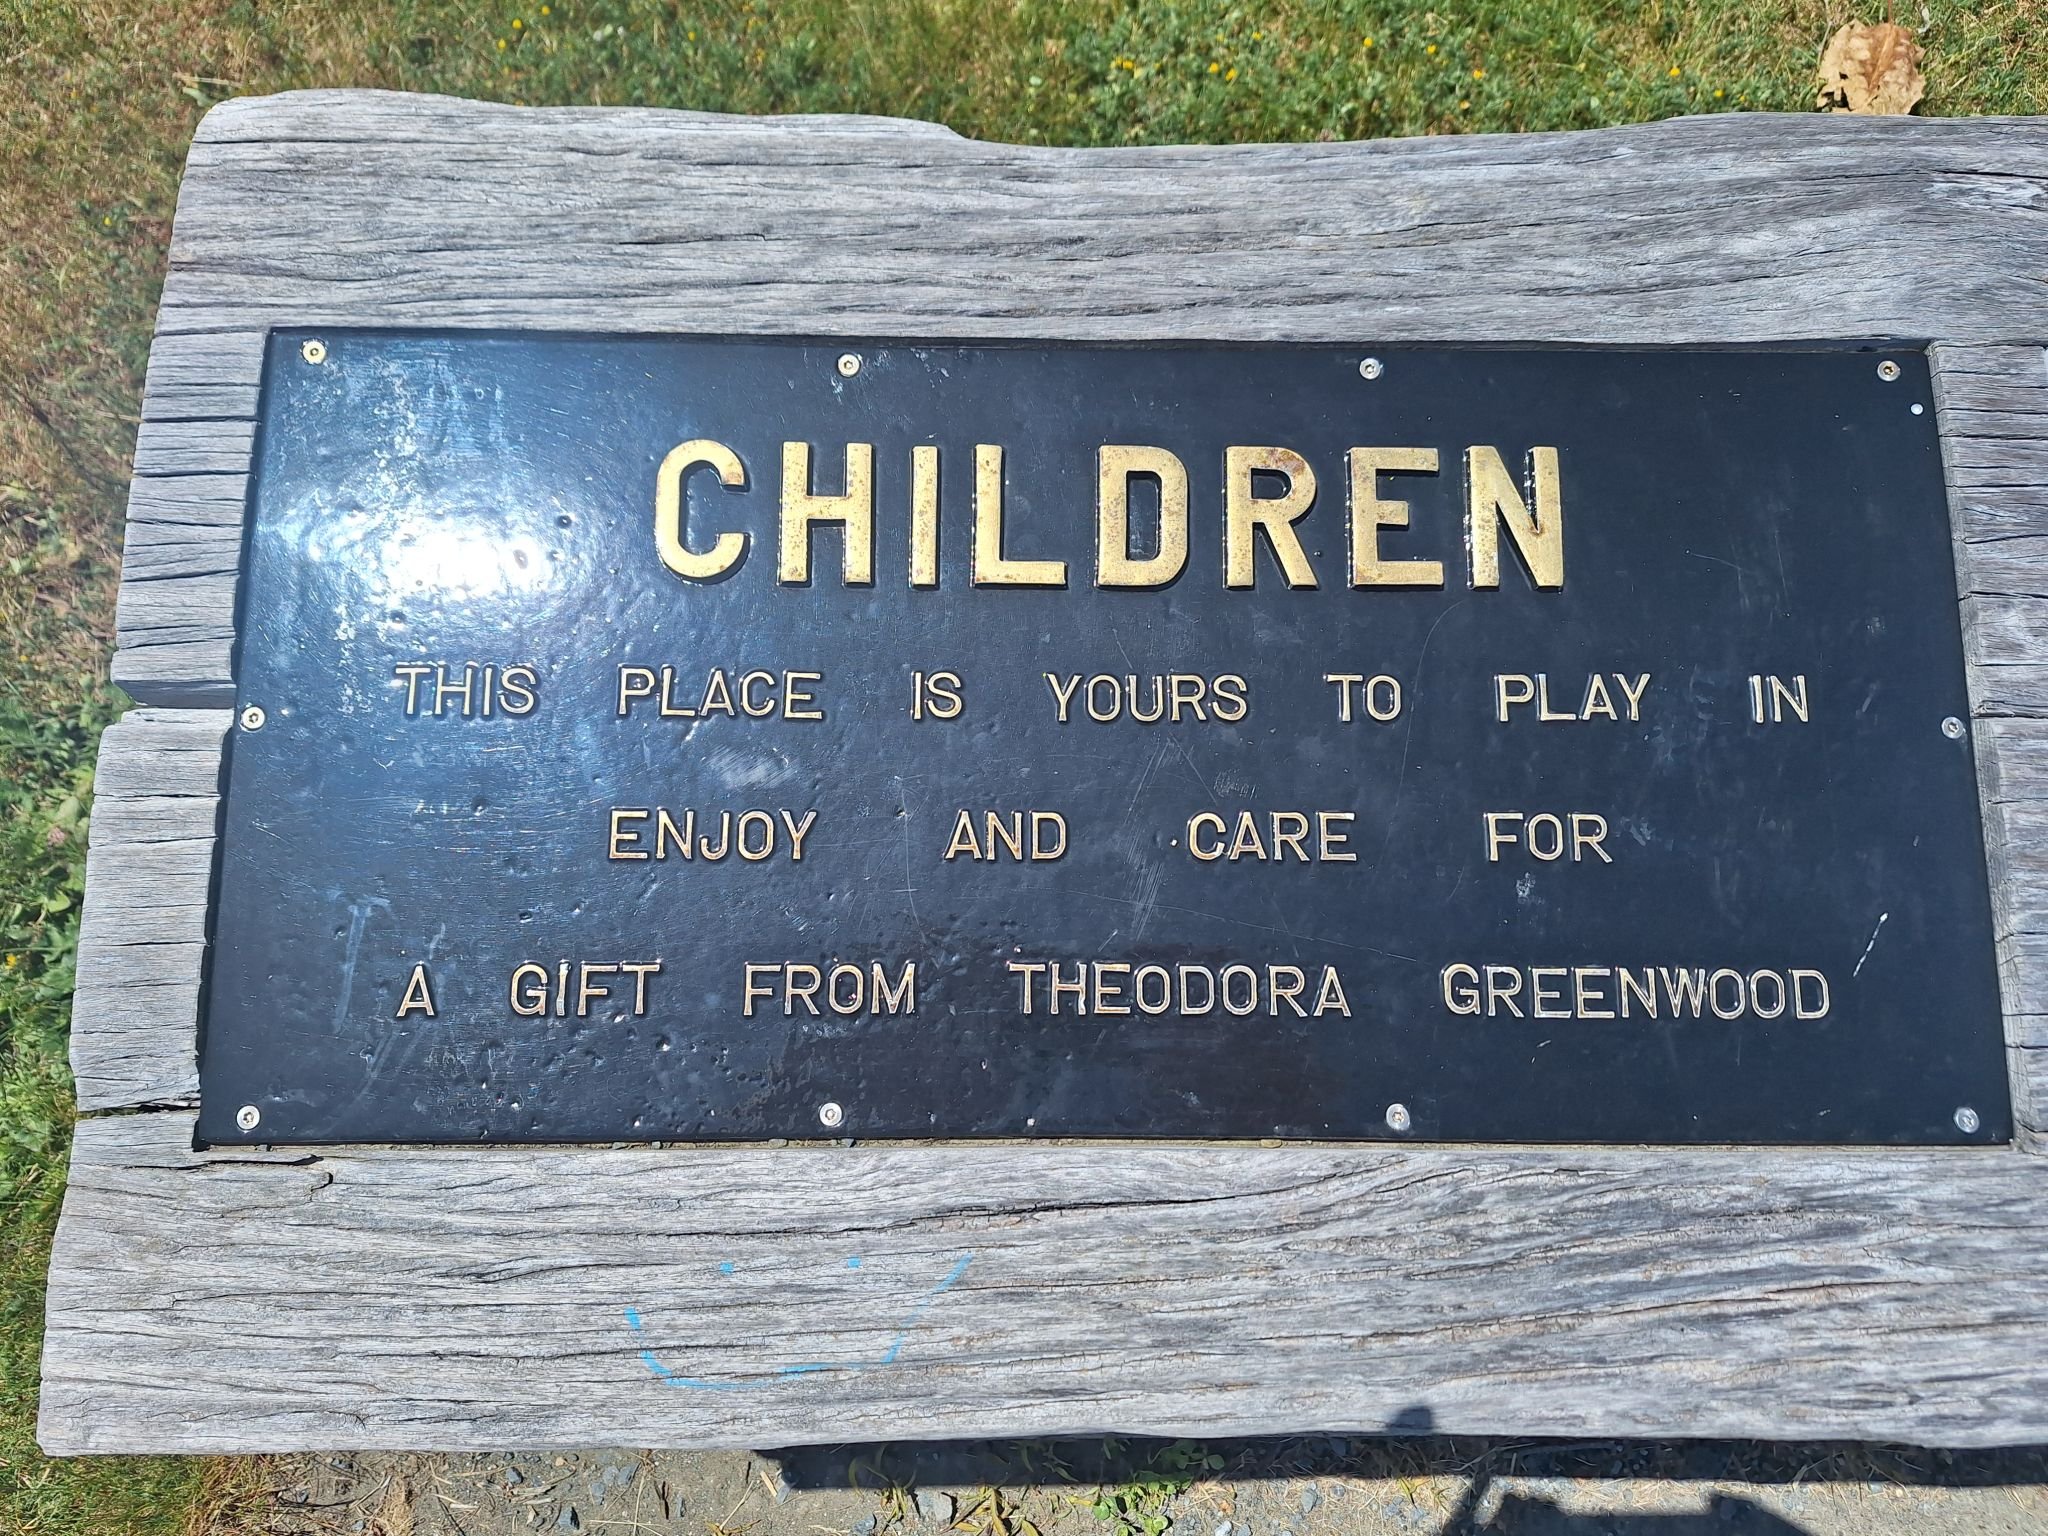 CHILDREN
THIS PLACE IS YOURS TO PLAY IN
ENJOY AND CARE FOR
A GIFT FROM THEODORA GREENWOOD